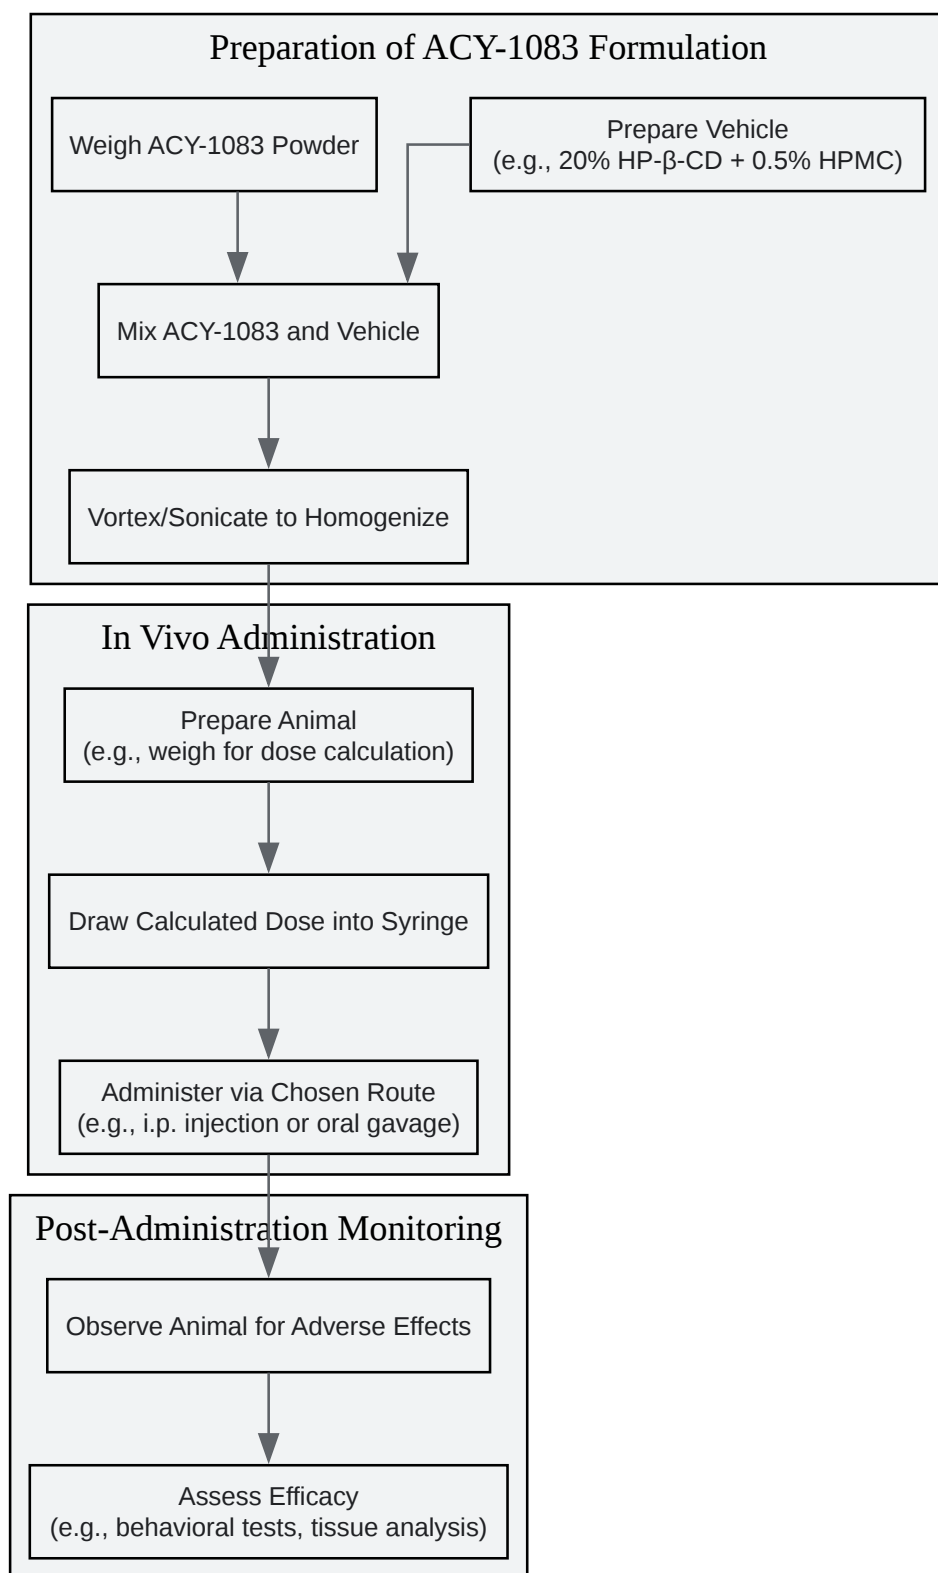 Preparation of ACY-1083 Formulation
Weigh ACY-1083 Powder
Prepare Vehicle
(e.g., 20% HP-β-CD + 0.5% HPMC)
Mix ACY-1083 and Vehicle
Vortex/Sonicate to Homogenize
In Vivo Administration
Prepare Animal
(e.g., weigh for dose calculation)
Draw Calculated Dose into Syringe
Administer via Chosen Route
(e.g., i.p. injection or oral gavage)
Post-Administration Monitoring
Observe Animal for Adverse Effects
Assess Efficacy
(e.g., behavioral tests, tissue analysis)